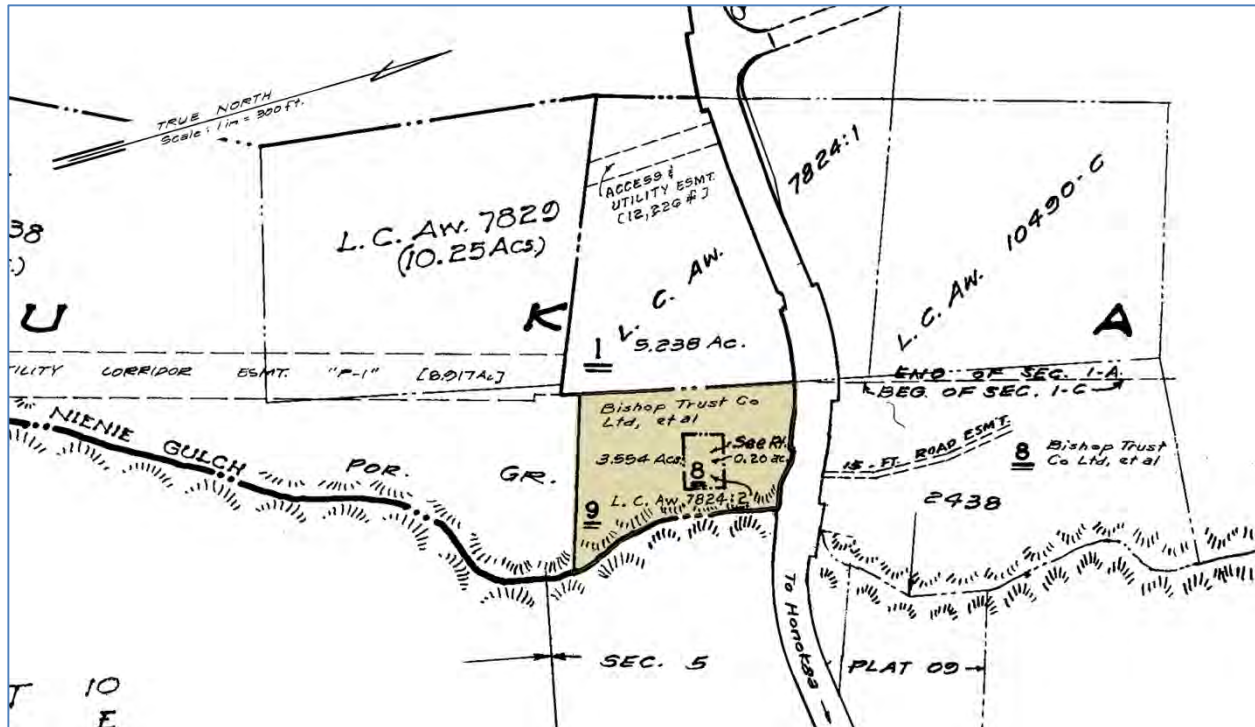 TRUE NORTH
Scale: 1 in = 300 ft.
38
L. C. AW. 7829
(10.25 Acs.)
(ACCESS &
UTILITY ESMT.
7824:1
L. C. AW. 10490-C
U
K
A
L. C. AW.
1
5.238 Ac.
TILITY CORRIDOR ESMT. "P-1" [8.917 Ac]
END OF SEC. 1-A
BEG. OF SEC. 1-C
NIENIE GULCH
POR. GR.
Bishop Trust Co
Ltd, et al
3.554 Acs.
See Rt.
0.20 ac.
8
L. C. Aw. 7824:2
9
15-FT. ROAD ESMT.
8 Bishop Trust
Co Ltd, et al
2438
SEC. 5
To Honokaa
PLAT 09
T 10
E